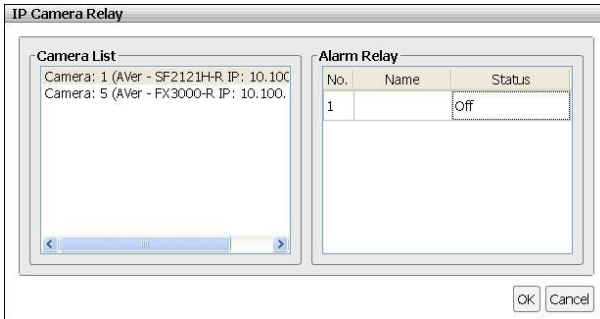 IP Camera Relay
Camera List
Camera: 1 (AVer - SF2121H-R IP: 10.100
Camera: 5 (AVer - FX3000-R IP: 10.100.
Alarm Relay
No. Name Status
1 Off
OK Cancel